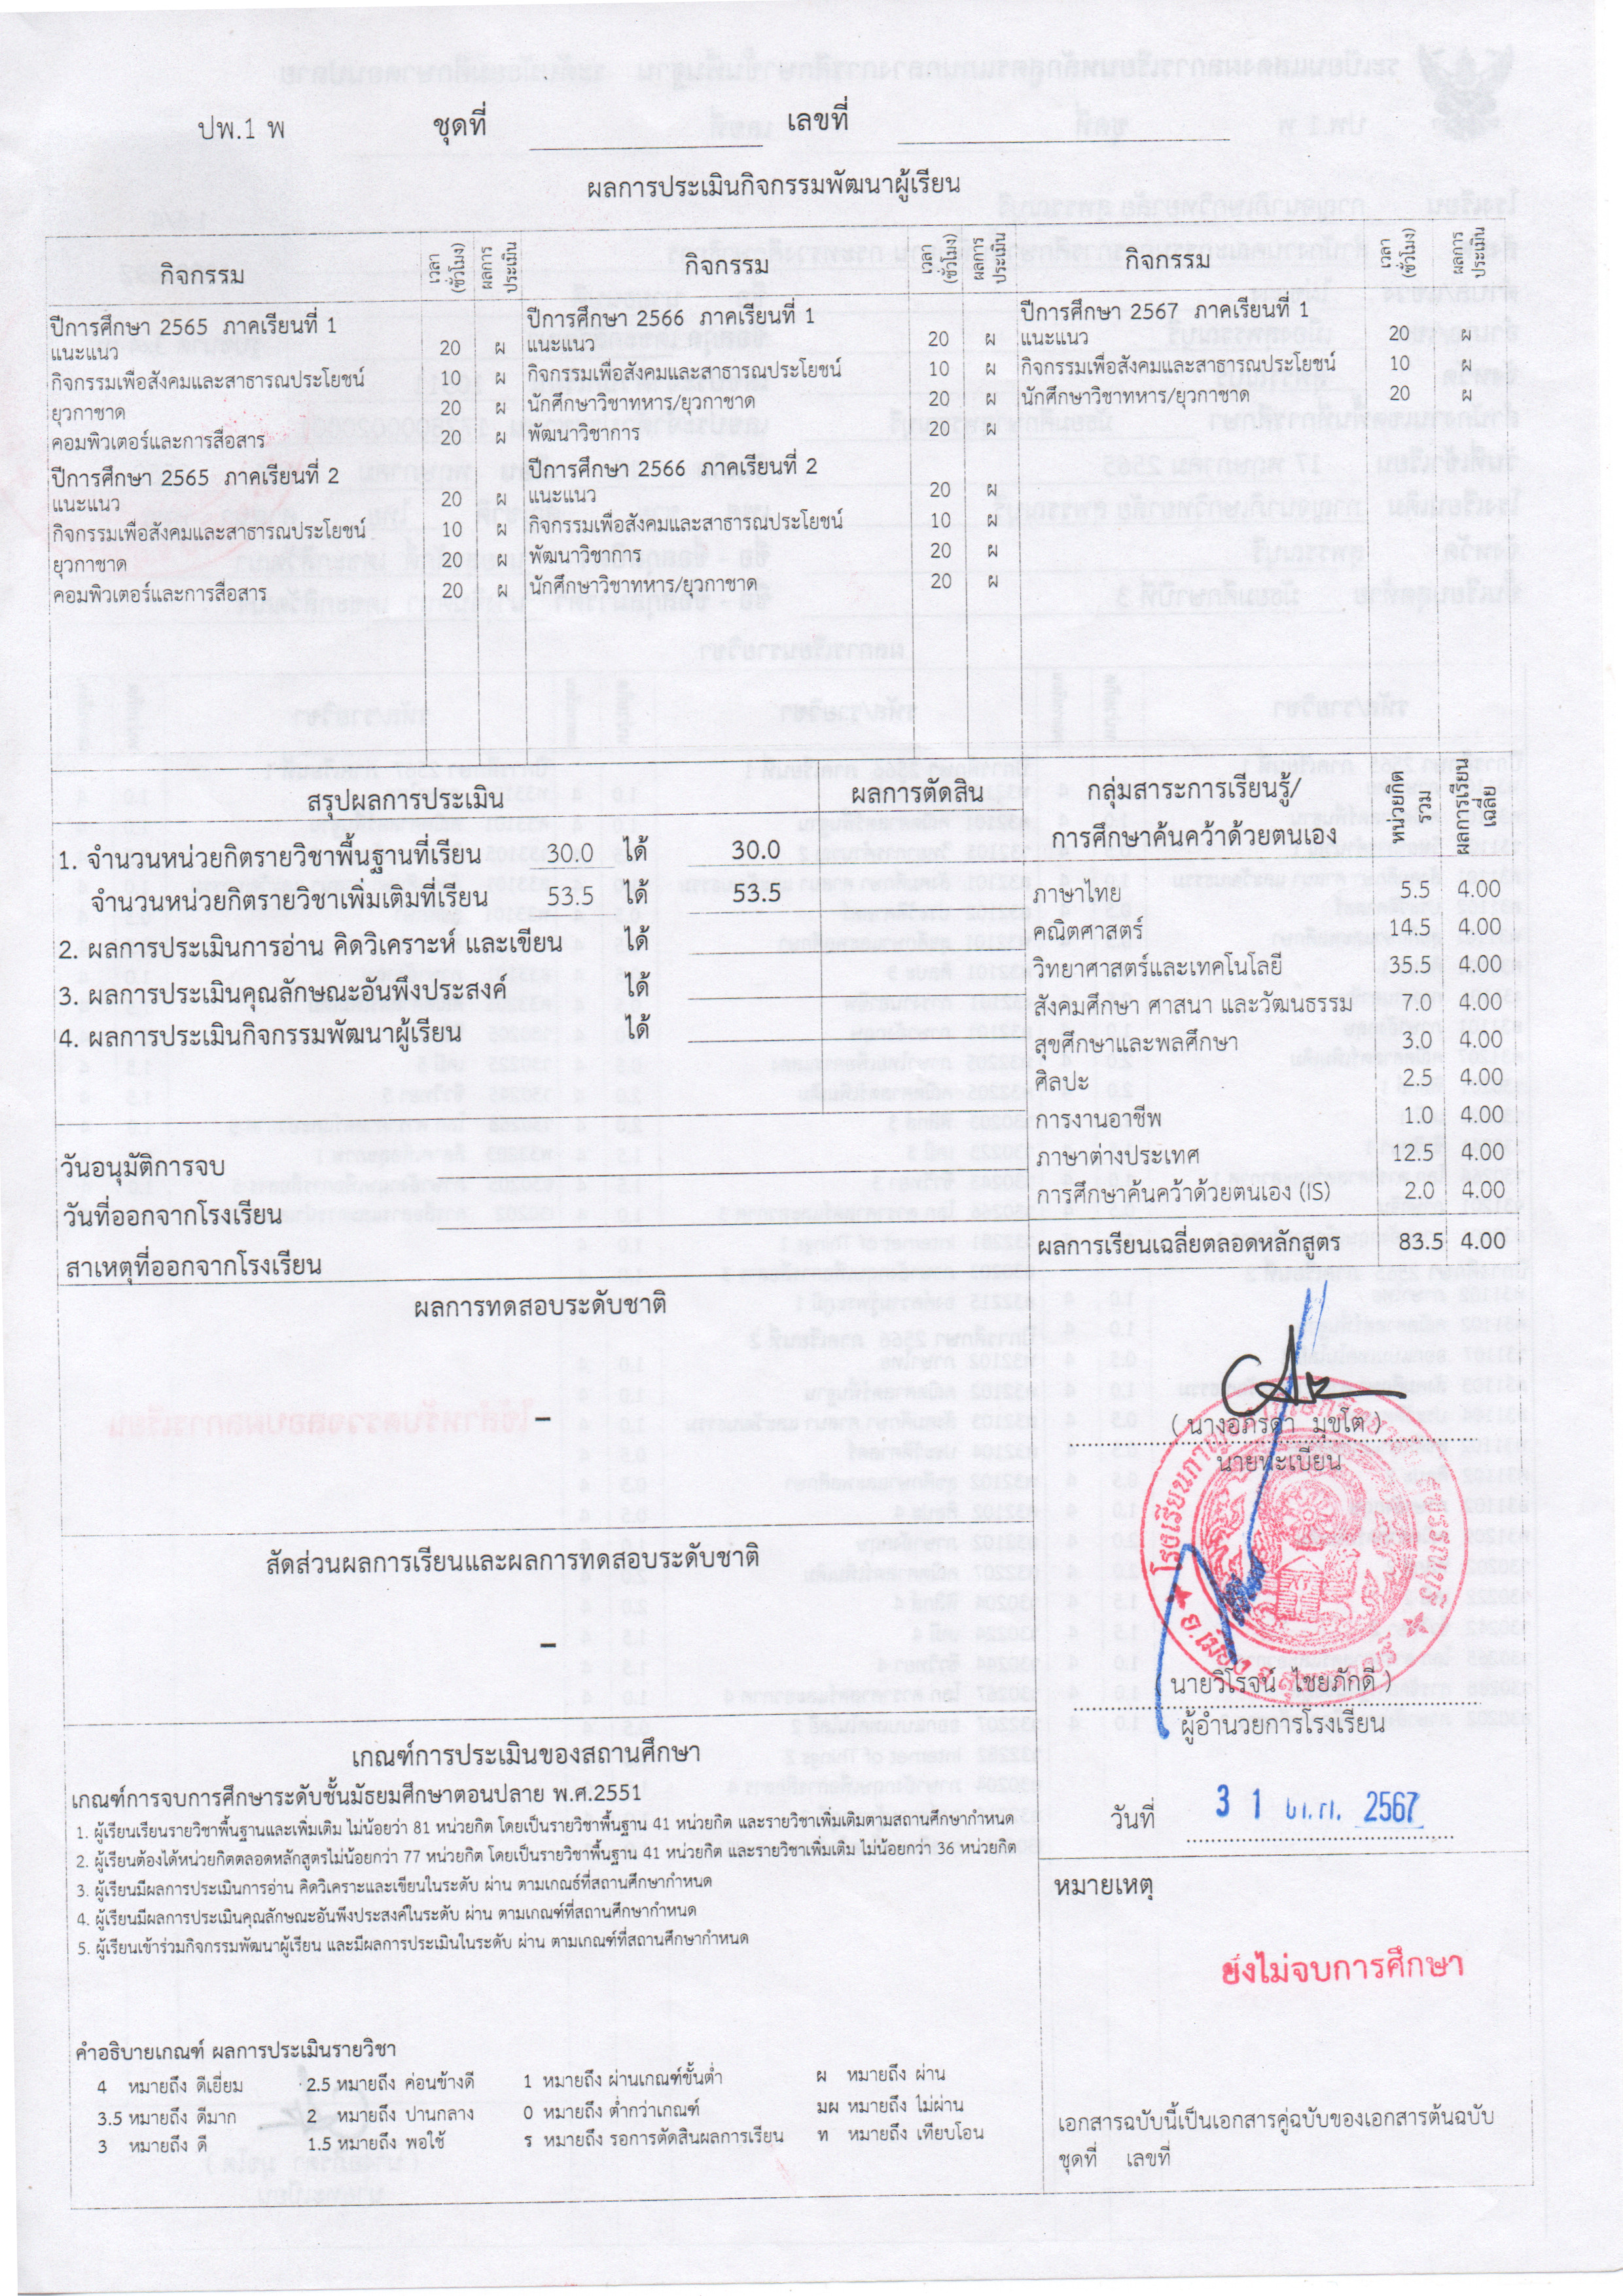 ปพ.1 พ ชุดที่ เลขที่
ผลการประเมินกิจกรรมพัฒนาผู้เรียน
กิจกรรม เวลา (ชั่วโมง) ผลการประเมิน กิจกรรม เวลา (ชั่วโมง) ผลการประเมิน กิจกรรม เวลา (ชั่วโมง) ผลการประเมิน
ปีการศึกษา 2565 ภาคเรียนที่ 1 ปีการศึกษา 2566 ภาคเรียนที่ 1 ปีการศึกษา 2567 ภาคเรียนที่ 1
แนะแนว 20 ผ แนะแนว 20 ผ แนะแนว 20 ผ
กิจกรรมเพื่อสังคมและสาธารณประโยชน์ 10 ผ กิจกรรมเพื่อสังคมและสาธารณประโยชน์ 10 ผ กิจกรรมเพื่อสังคมและสาธารณประโยชน์ 10 ผ
ยุวกาชาด 20 ผ นักศึกษาวิชาทหาร/ยุวกาชาด 20 ผ นักศึกษาวิชาทหาร/ยุวกาชาด 20 ผ
คอมพิวเตอร์และการสื่อสาร 20 ผ พัฒนาวิชาการ 20 ผ
ปีการศึกษา 2565 ภาคเรียนที่ 2 ปีการศึกษา 2566 ภาคเรียนที่ 2
แนะแนว 20 ผ แนะแนว 20 ผ
กิจกรรมเพื่อสังคมและสาธารณประโยชน์ 10 ผ กิจกรรมเพื่อสังคมและสาธารณประโยชน์ 10 ผ
ยุวกาชาด 20 ผ พัฒนาวิชาการ 20 ผ
คอมพิวเตอร์และการสื่อสาร 20 ผ นักศึกษาวิชาทหาร/ยุวกาชาด 20 ผ
สรุปผลการประเมิน ผลการตัดสิน
1. จำนวนหน่วยกิตรายวิชาพื้นฐานที่เรียน 30.0 ได้ 30.0
จำนวนหน่วยกิตรายวิชาเพิ่มเติมที่เรียน 53.5 ได้ 53.5
2. ผลการประเมินการอ่าน คิดวิเคราะห์ และเขียน ได้
3. ผลการประเมินคุณลักษณะอันพึงประสงค์ ได้
4. ผลการประเมินกิจกรรมพัฒนาผู้เรียน ได้
วันอนุมัติการจบ
วันที่ออกจากโรงเรียน
สาเหตุที่ออกจากโรงเรียน
กลุ่มสาระการเรียนรู้/ หน่วยกิตรวม ผลการเรียนเฉลี่ย
การศึกษาค้นคว้าด้วยตนเอง
ภาษาไทย 5.5 4.00
คณิตศาสตร์ 14.5 4.00
วิทยาศาสตร์และเทคโนโลยี 35.5 4.00
สังคมศึกษา ศาสนา และวัฒนธรรม 7.0 4.00
สุขศึกษาและพลศึกษา 3.0 4.00
ศิลปะ 2.5 4.00
การงานอาชีพ 1.0 4.00
ภาษาต่างประเทศ 12.5 4.00
การศึกษาค้นคว้าด้วยตนเอง (IS) 2.0 4.00
ผลการเรียนเฉลี่ยตลอดหลักสูตร 83.5 4.00
ผลการทดสอบระดับชาติ
–
สัดส่วนผลการเรียนและผลการทดสอบระดับชาติ
–
( นางอภิรดา มุขโต )
นายทะเบียน
( นายวิโรจน์ ไชยภักดี )
ผู้อำนวยการโรงเรียน
วันที่ 3 1 2567
เกณฑ์การประเมินของสถานศึกษา
เกณฑ์การจบการศึกษาระดับชั้นมัธยมศึกษาตอนปลาย พ.ศ.2551
1. ผู้เรียนเรียนรายวิชาพื้นฐานและเพิ่มเติม ไม่น้อยว่า 81 หน่วยกิต โดยเป็นรายวิชาพื้นฐาน 41 หน่วยกิต และรายวิชาเพิ่มเติมตามสถานศึกษากำหนด
2. ผู้เรียนต้องได้หน่วยกิตตลอดหลักสูตรไม่น้อยกว่า 77 หน่วยกิต โดยเป็นรายวิชาพื้นฐาน 41 หน่วยกิต และรายวิชาเพิ่มเติม ไม่น้อยกว่า 36 หน่วยกิต
3. ผู้เรียนมีผลการประเมินการอ่าน คิดวิเคราะและเขียนในระดับ ผ่าน ตามเกณธ์ที่สถานศึกษากำหนด
4. ผู้เรียนมีผลการประเมินคุณลักษณะอันพึงประสงค์ในระดับ ผ่าน ตามเกณฑ์ที่สถานศึกษากำหนด
5. ผู้เรียนเข้าร่วมกิจกรรมพัฒนาผู้เรียน และมีผลการประเมินในระดับ ผ่าน ตามเกณฑ์ที่สถานศึกษากำหนด
หมายเหตุ
ยังไม่จบการศึกษา
คำอธิบายเกณฑ์ ผลการประเมินรายวิชา
4 หมายถึง ดีเยี่ยม 2.5 หมายถึง ค่อนข้างดี 1 หมายถึง ผ่านเกณฑ์ขั้นต่ำ ผ หมายถึง ผ่าน
3.5 หมายถึง ดีมาก 2 หมายถึง ปานกลาง 0 หมายถึง ต่ำกว่าเกณฑ์ มผ หมายถึง ไม่ผ่าน
3 หมายถึง ดี 1.5 หมายถึง พอใช้ ร หมายถึง รอการตัดสินผลการเรียน ท หมายถึง เทียบโอน
เอกสารฉบับนี้เป็นเอกสารคู่ฉบับของเอกสารต้นฉบับ
ชุดที่ เลขที่